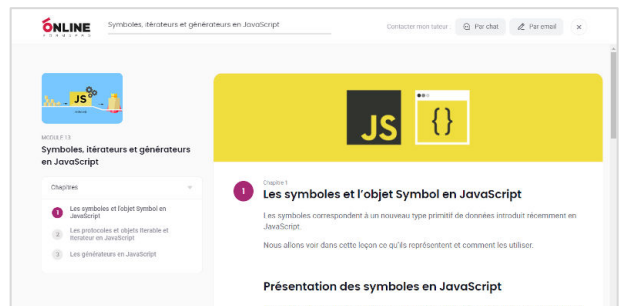 ONLINE
Symboles, itérateurs et générateurs en JavaScript
Contacter mon tuteur
Par chat
Par email
×
JS
MODULE 13
Symboles, itérateurs et générateurs
en JavaScript
Chapitres
1 Les symboles et l'objet Symbol en
JavaScript
2 Les protocoles et objets Iterable et
Iterateur en JavaScript
3 Les générateurs en JavaScript
JS {}
Chapitre 1
1 Les symboles et l'objet Symbol en JavaScript
Les symboles correspondent à un nouveau type primitif de données introduit récemment en
JavaScript.
Nous allons voir dans cette leçon ce qu'ils représentent et comment les utiliser.
Présentation des symboles en JavaScript